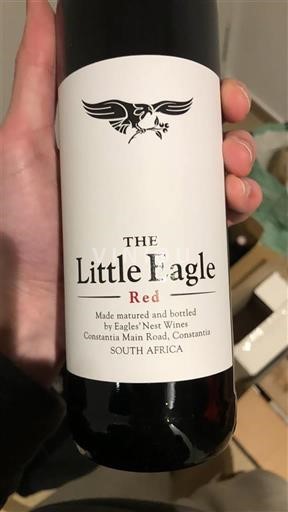 THE
Little Eagle
Red
Made matured and bottled
by Eagles' Nest Wines
Constantia Main Road, Constantia
SOUTH AFRICA